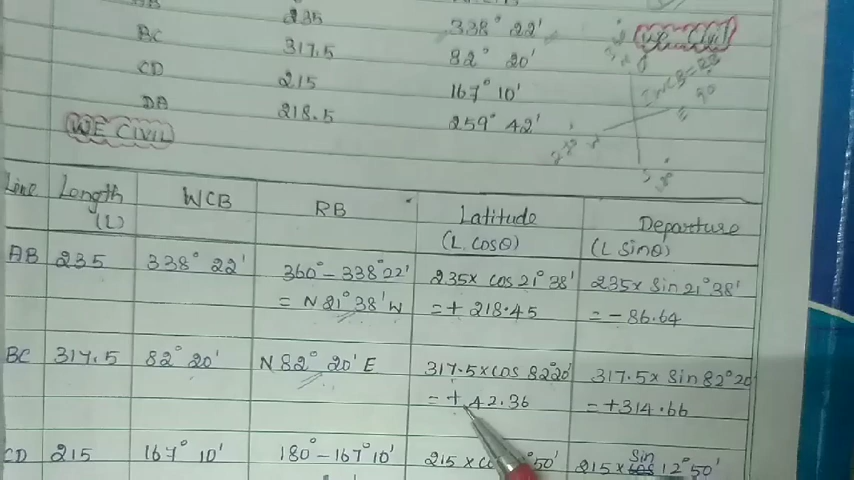 235 338° 22'
BC 317.5 82° 20'
CD 215 167° 10'
DA 218.5 259° 42'
WE CIVIL
WE CIVIL
Line Length (L) WCB RB Latitude (L.cosθ) Departure (L sinθ)
AB 235 338° 22' 360° - 338° 22' 235 x cos 21° 38' 235 x sin 21° 38'
= N 21° 38' W = + 218.45 = - 86.64
BC 317.5 82° 20' N 82° 20' E 317.5 x cos 82° 20' 317.5 x sin 82° 20
= + 42.36 = +314.66
CD 215 167° 10' 180° - 167° 10' 215 x 50' 215 x sin 12° 50'